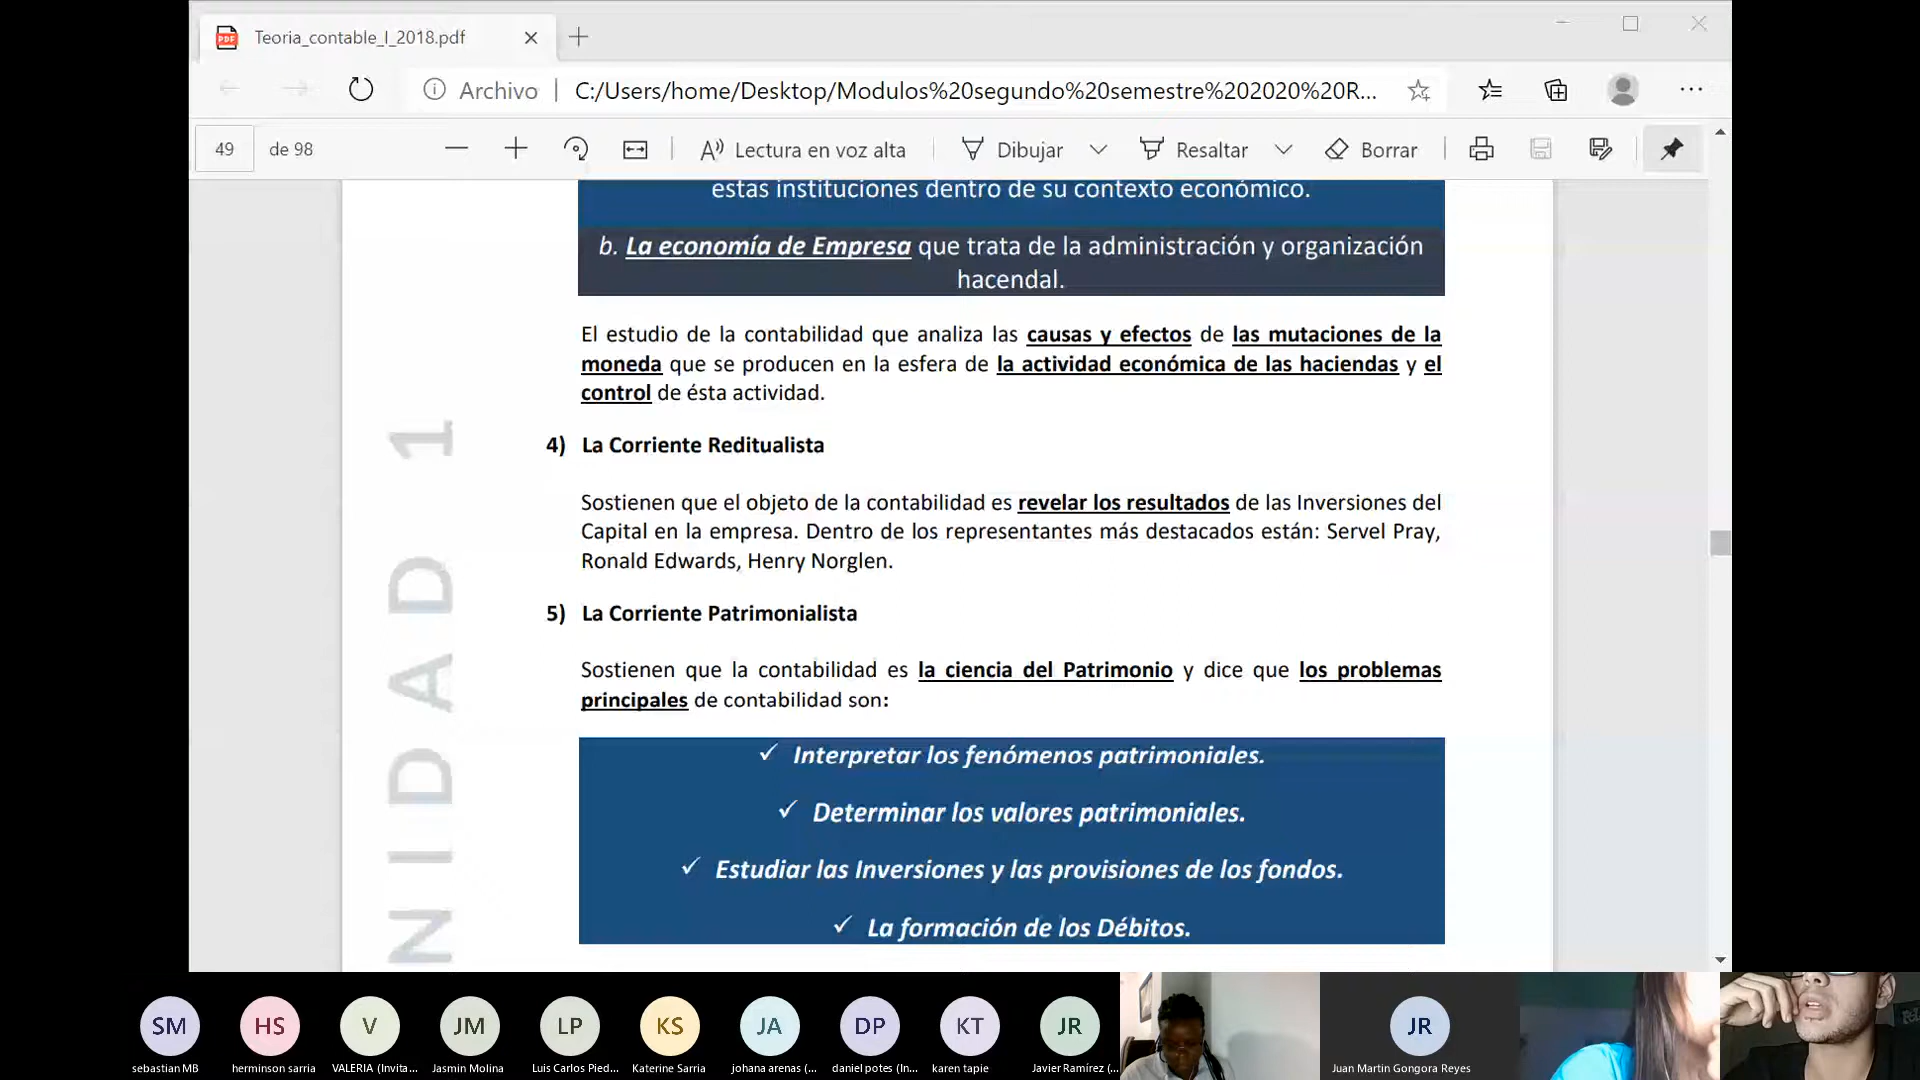 Teoria_contable_I_2018.pdf
Archivo
C:/Users/home/Desktop/Modulos%20segundo%20semestre%202020%20R...
49
de 98
Lectura en voz alta
Dibujar
Resaltar
Borrar
estas instituciones dentro de su contexto económico.
b. La economía de Empresa que trata de la administración y organización
hacendal.
El estudio de la contabilidad que analiza las causas y efectos de las mutaciones de la
moneda que se producen en la esfera de la actividad económica de las haciendas y el
control de ésta actividad.
4) La Corriente Reditualista
Sostienen que el objeto de la contabilidad es revelar los resultados de las Inversiones del
Capital en la empresa. Dentro de los representantes más destacados están: Servel Pray,
Ronald Edwards, Henry Norglen.
5) La Corriente Patrimonialista
Sostienen que la contabilidad es la ciencia del Patrimonio y dice que los problemas
principales de contabilidad son:
✓ Interpretar los fenómenos patrimoniales.
✓ Determinar los valores patrimoniales.
✓ Estudiar las Inversiones y las provisiones de los fondos.
✓ La formación de los Débitos.
NIDAD 1
SM
HS
V
JM
LP
KS
JA
DP
KT
JR
JR
sebastian MB
herminson sarria
VALERIA (Invita...
Jasmin Molina
Luis Carlos Pied...
Katerine Sarria
johana arenas (...
daniel potes (In...
karen tapie
Javier Ramírez (...
Juan Martin Gongora Reyes